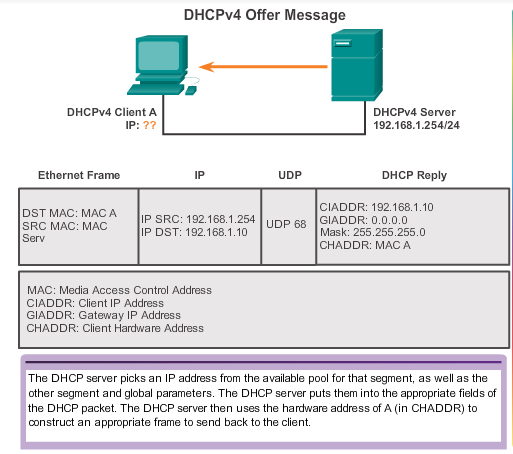 DHCPv4 Offer Message
DHCPv4 Client A
IP: ??
DHCPv4 Server
192.168.1.254/24
Ethernet Frame
IP
UDP
DHCP Reply
DST MAC: MAC A
SRC MAC: MAC
Serv
IP SRC: 192.168.1.254
IP DST: 192.168.1.10
UDP 68
CIADDR: 192.168.1.10
GIADDR: 0.0.0.0
Mask: 255.255.255.0
CHADDR: MAC A
MAC: Media Access Control Address
CIADDR: Client IP Address
GIADDR: Gateway IP Address
CHADDR: Client Hardware Address
The DHCP server picks an IP address from the available pool for that segment, as well as the
other segment and global parameters. The DHCP server puts them into the appropriate fields of
the DHCP packet. The DHCP server then uses the hardware address of A (in CHADDR) to
construct an appropriate frame to send back to the client.